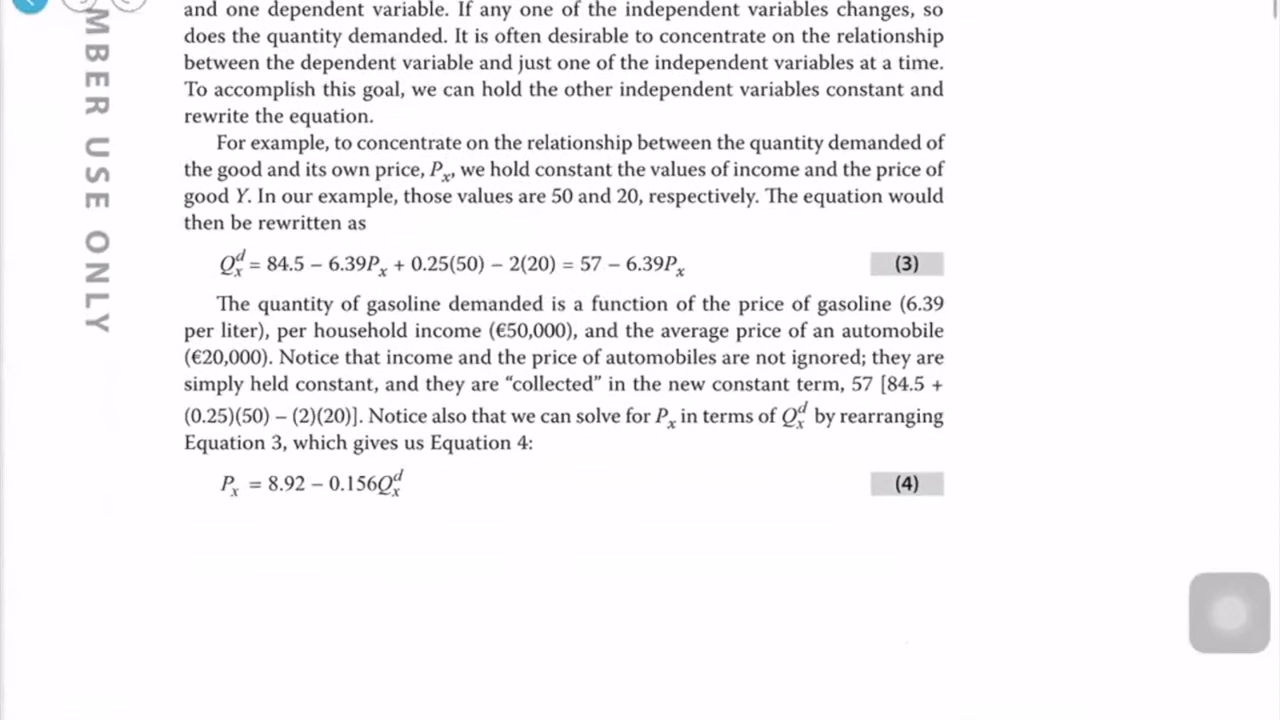 and one dependent variable. If any one of the independent variables changes, so
does the quantity demanded. It is often desirable to concentrate on the relationship
between the dependent variable and just one of the independent variables at a time.
To accomplish this goal, we can hold the other independent variables constant and
rewrite the equation.
For example, to concentrate on the relationship between the quantity demanded of
the good and its own price, Pₓ, we hold constant the values of income and the price of
good Y. In our example, those values are 50 and 20, respectively. The equation would
then be rewritten as
Qₓᵈ = 84.5 – 6.39Pₓ + 0.25(50) – 2(20) = 57 – 6.39Pₓ (3)
The quantity of gasoline demanded is a function of the price of gasoline (6.39
per liter), per household income (€50,000), and the average price of an automobile
(€20,000). Notice that income and the price of automobiles are not ignored; they are
simply held constant, and they are “collected” in the new constant term, 57 [84.5 +
(0.25)(50) – (2)(20)]. Notice also that we can solve for Pₓ in terms of Qₓᵈ by rearranging
Equation 3, which gives us Equation 4:
Pₓ = 8.92 – 0.156Qₓᵈ (4)
MBER USE ONLY